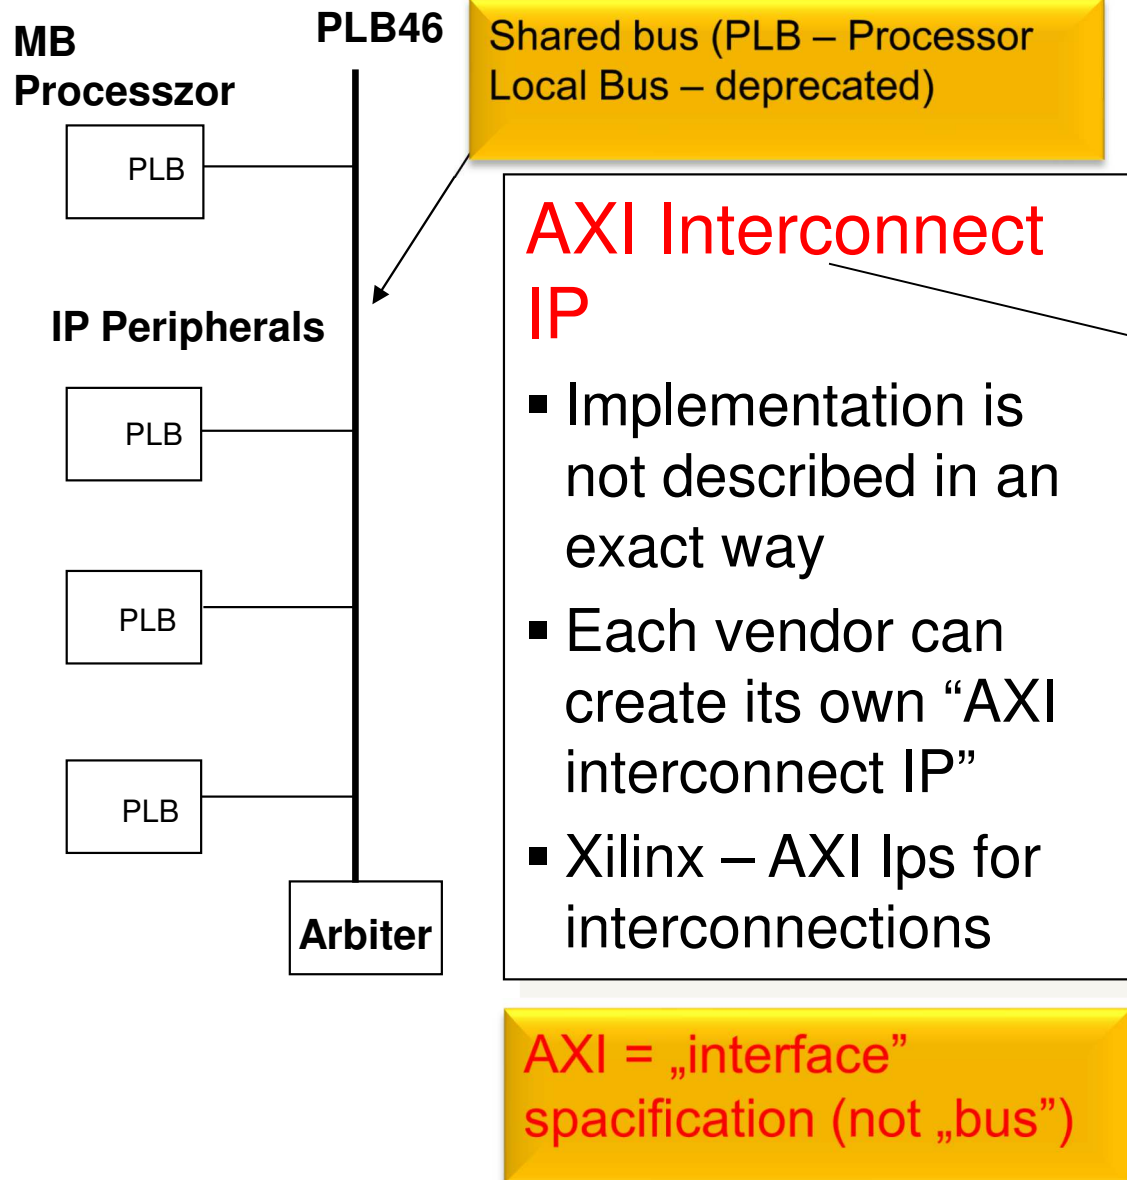 MB
Processzor
PLB46
Shared bus (PLB – Processor
Local Bus – deprecated)
PLB
IP Peripherals
PLB
PLB
PLB
Arbiter
AXI Interconnect
IP
▪ Implementation is
not described in an
exact way
▪ Each vendor can
create its own “AXI
interconnect IP”
▪ Xilinx – AXI Ips for
interconnections
AXI = „interface”
spacification (not „bus”)